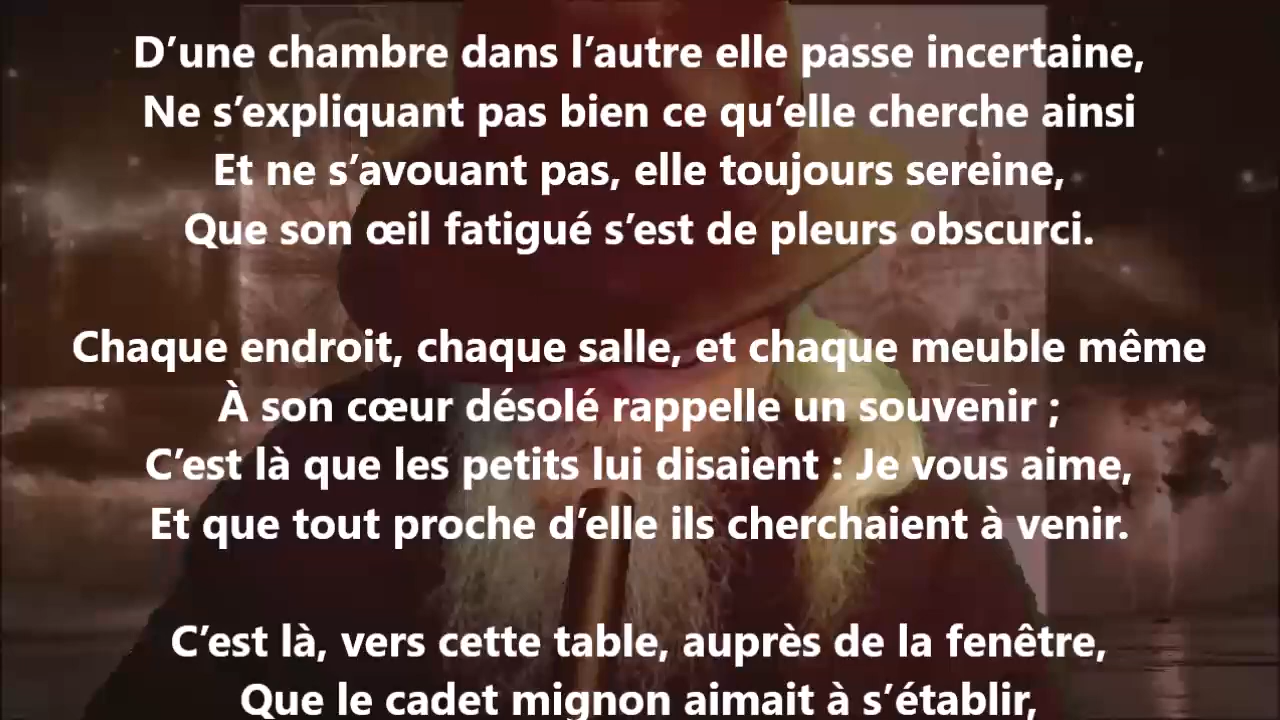 D’une chambre dans l’autre elle passe incertaine,
Ne s’expliquant pas bien ce qu’elle cherche ainsi
Et ne s’avouant pas, elle toujours sereine,
Que son œil fatigué s’est de pleurs obscurci.
Chaque endroit, chaque salle, et chaque meuble même
À son cœur désolé rappelle un souvenir ;
C’est là que les petits lui disaient : Je vous aime,
Et que tout proche d’elle ils cherchaient à venir.
C’est là, vers cette table, auprès de la fenêtre,
Que le cadet mignon aimait à s’établir,